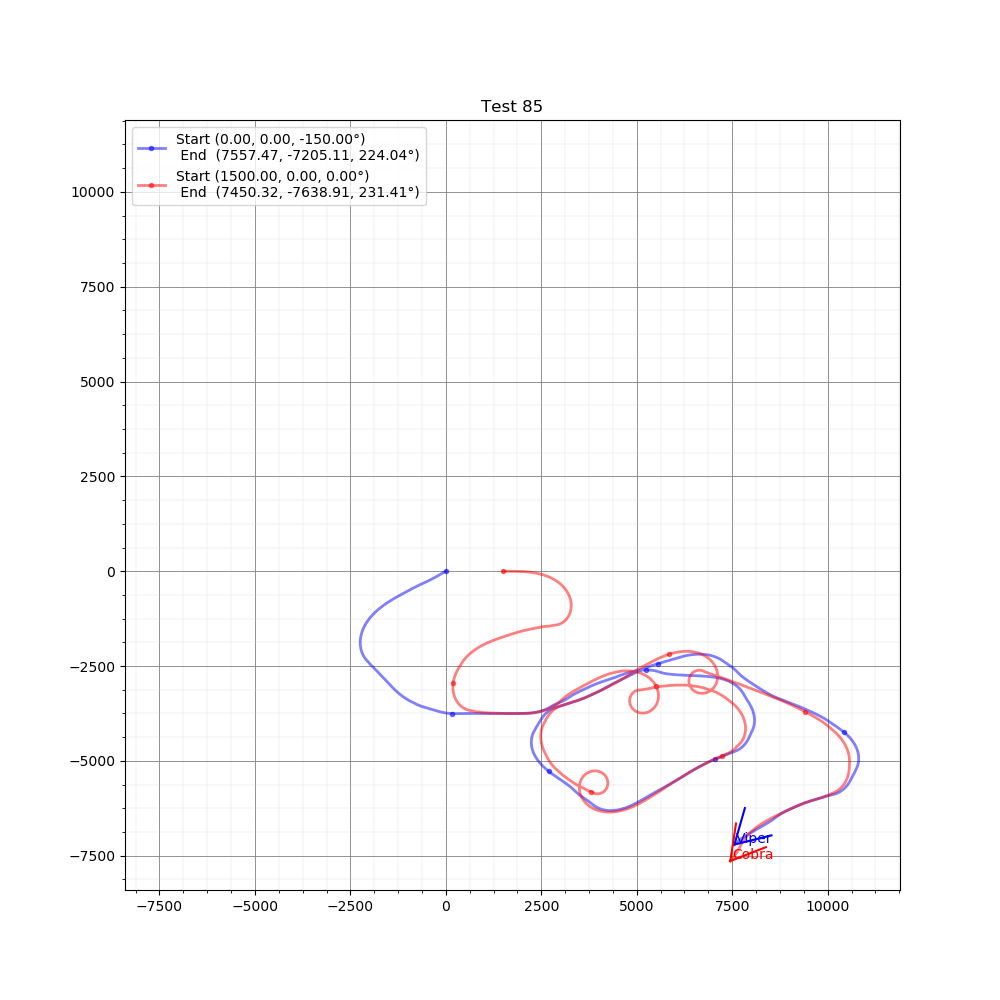 Test 85
Start (0.00, 0.00, -150.00°)
End (7557.47, -7205.11, 224.04°)
Start (1500.00, 0.00, 0.00°)
End (7450.32, -7638.91, 231.41°)
10000
7500
5000
2500
0
−2500
−5000
−7500
Viper
Cobra
−7500 −5000 −2500 0 2500 5000 7500 10000